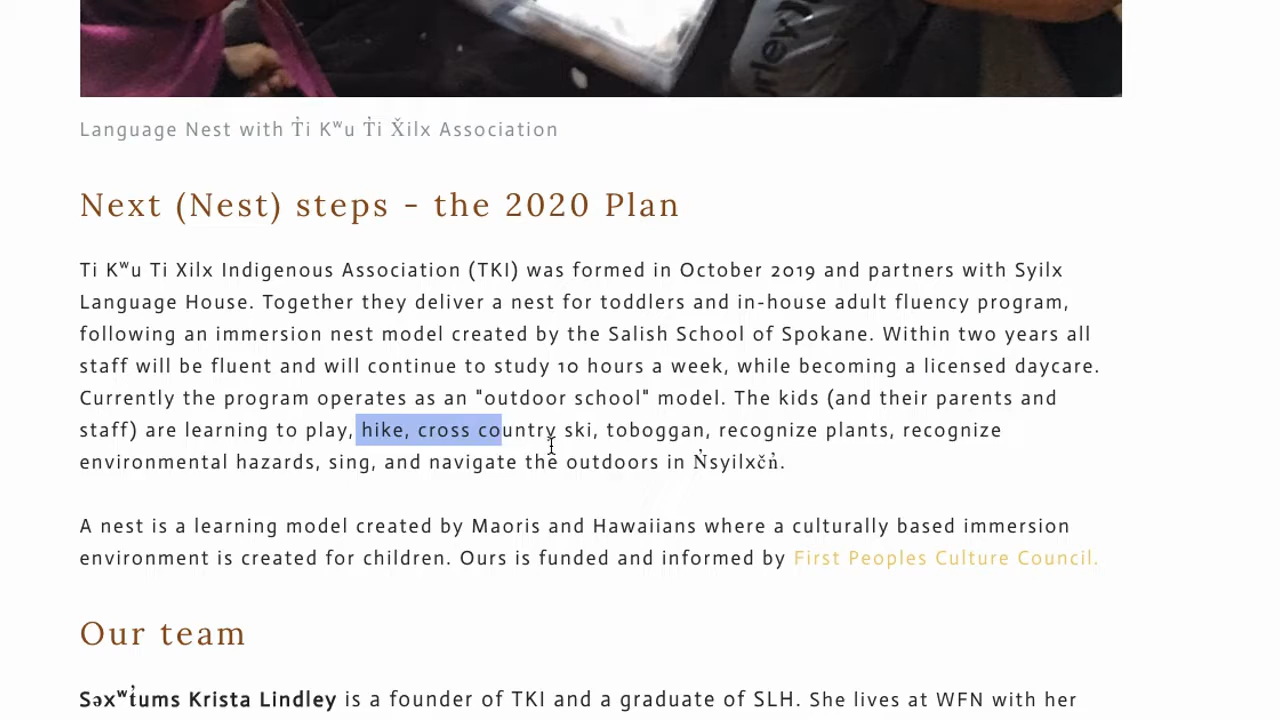 urley
Language Nest with T̓i Kʷu T̓i X̌ilx Association
Next (Nest) steps - the 2020 Plan
Ti Kʷu Ti Xilx Indigenous Association (TKI) was formed in October 2019 and partners with Syilx
Language House. Together they deliver a nest for toddlers and in-house adult fluency program,
following an immersion nest model created by the Salish School of Spokane. Within two years all
staff will be fluent and will continue to study 10 hours a week, while becoming a licensed daycare.
Currently the program operates as an "outdoor school" model. The kids (and their parents and
staff) are learning to play, hike, cross country ski, toboggan, recognize plants, recognize
environmental hazards, sing, and navigate the outdoors in N̓syilxčn̓.
A nest is a learning model created by Maoris and Hawaiians where a culturally based immersion
environment is created for children. Ours is funded and informed by First Peoples Culture Council.
Our team
Səxʷt̓ums Krista Lindley is a founder of TKI and a graduate of SLH. She lives at WFN with her